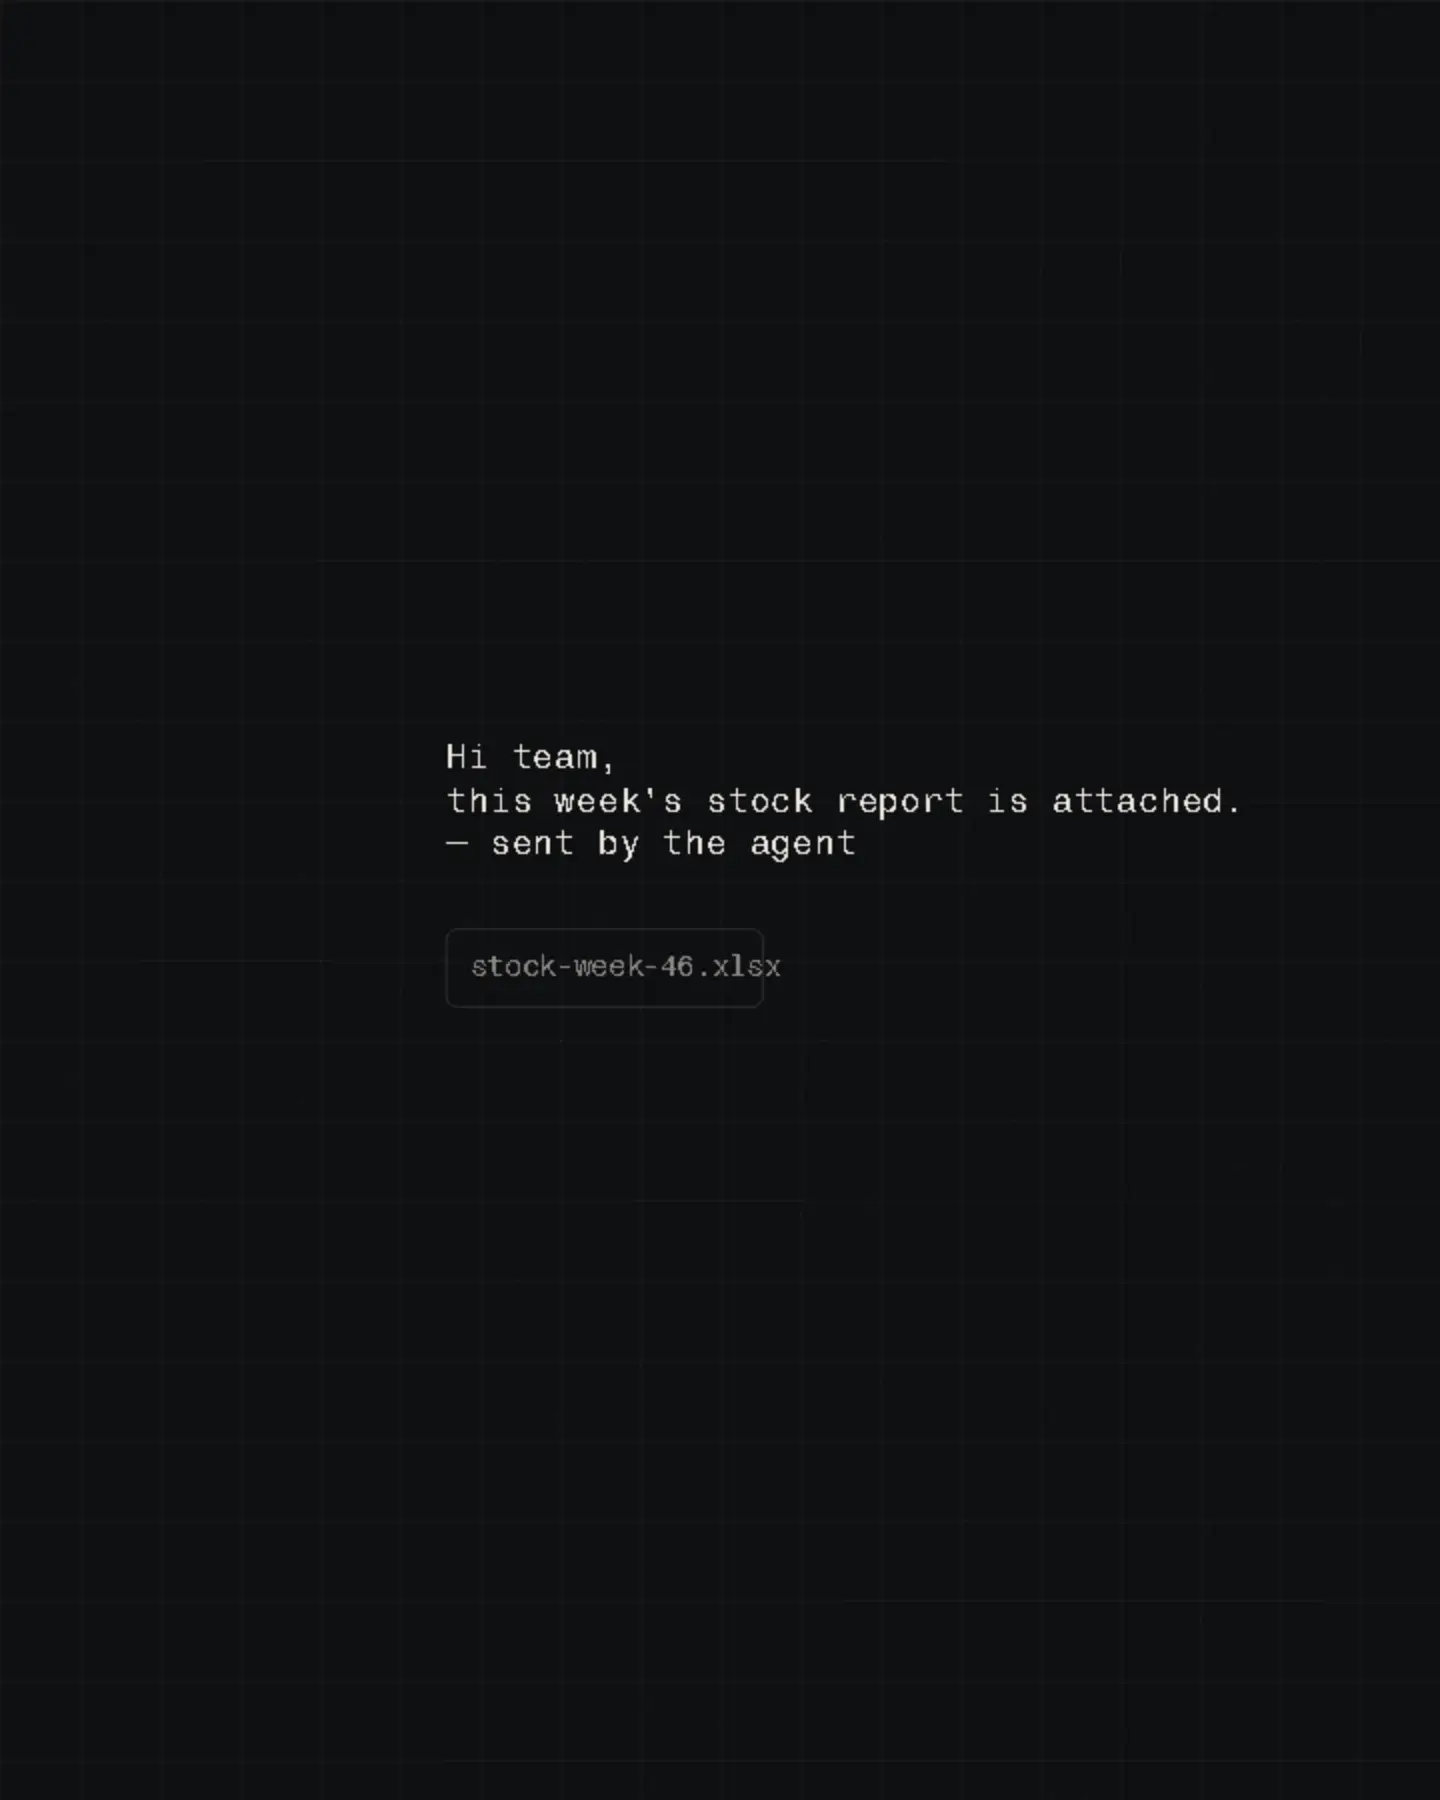 Hi team,
this week's stock report is attached.
— sent by the agent
stock-week-46.xlsx